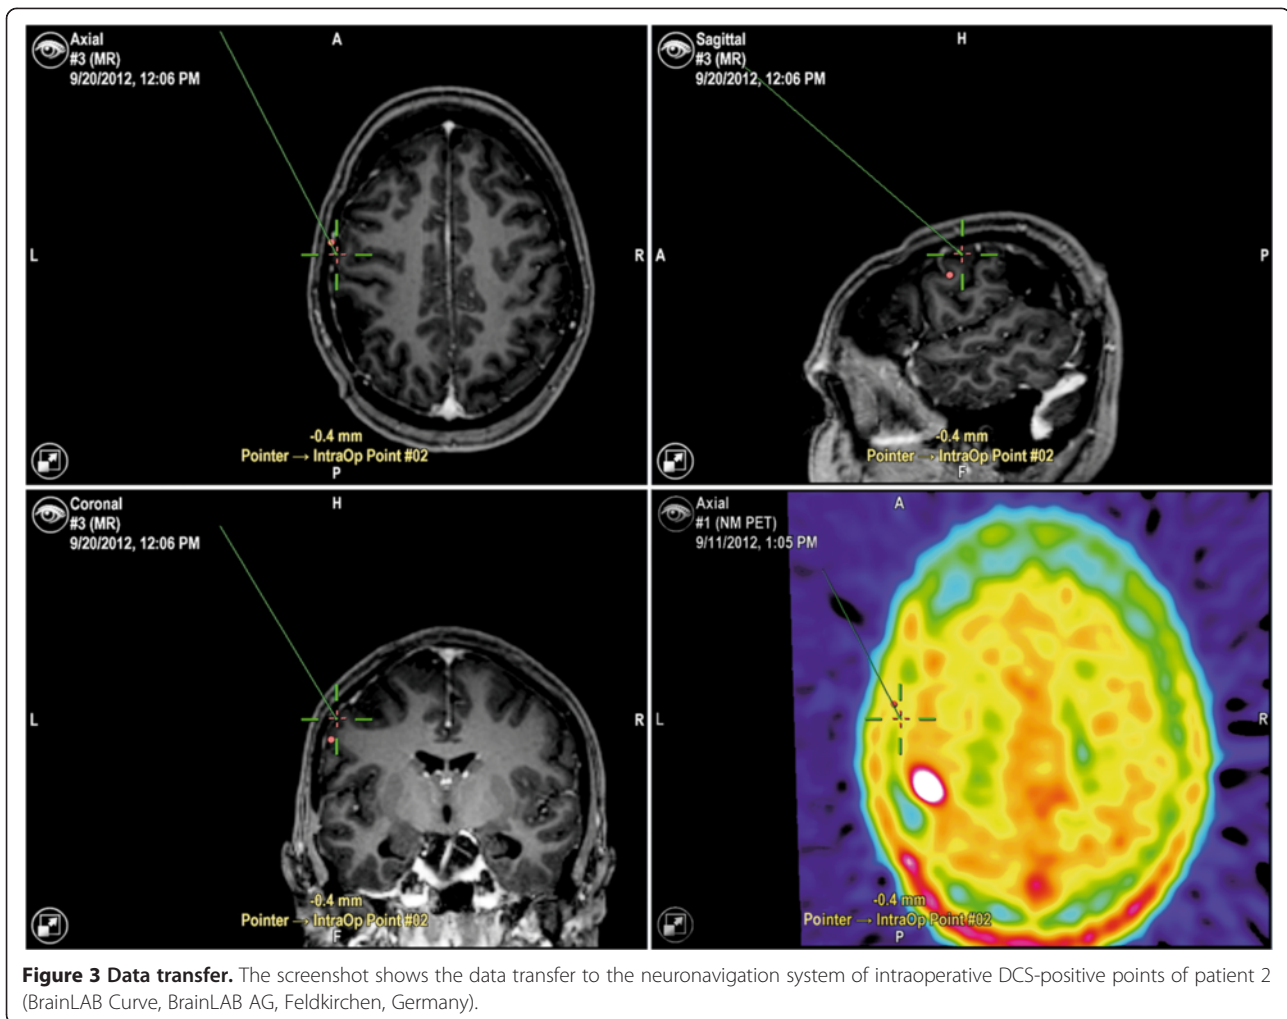 Axial
#3 (MR)
9/20/2012, 12:06 PM
A
L
R
-0.4 mm
Pointer → IntraOp Point #02
P
Sagittal
#3 (MR)
9/20/2012, 12:06 PM
H
A
P
-0.4 mm
Pointer → IntraOp Point #02
F
Coronal
#3 (MR)
9/20/2012, 12:06 PM
H
L
R
-0.4 mm
Pointer → IntraOp Point #02
F
Axial
#1 (NM PET)
9/11/2012, 1:05 PM
A
L
R
-0.4 mm
Pointer → IntraOp Point #02
P
Figure 3 Data transfer. The screenshot shows the data transfer to the neuronavigation system of intraoperative DCS-positive points of patient 2
(BrainLAB Curve, BrainLAB AG, Feldkirchen, Germany).